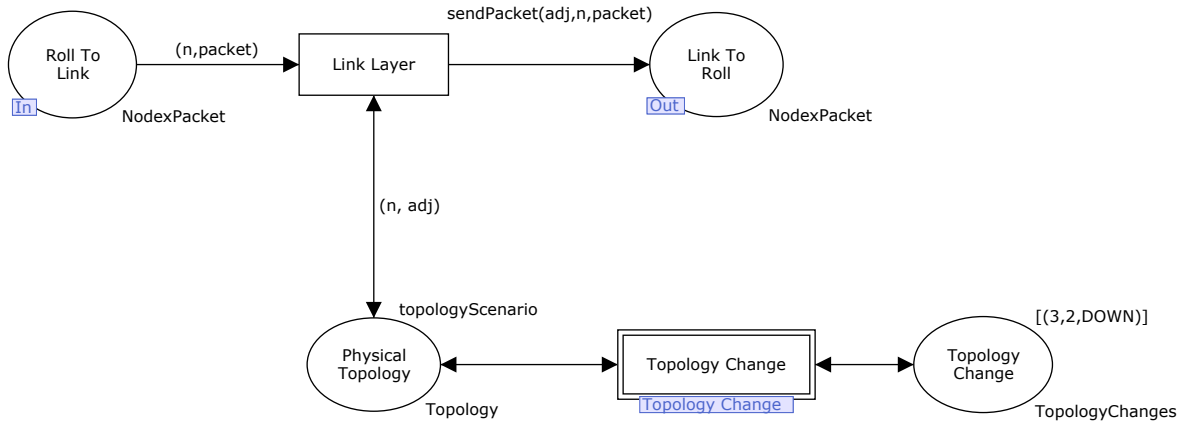 sendPacket(adj,n,packet)
Roll To
Link
(n,packet)
Link Layer
Link To
Roll
In
Out
NodexPacket
NodexPacket
(n, adj)
topologyScenario
[(3,2,DOWN)]
Physical
Topology
Topology Change
Topology
Change
Topology Change
Topology
TopologyChanges